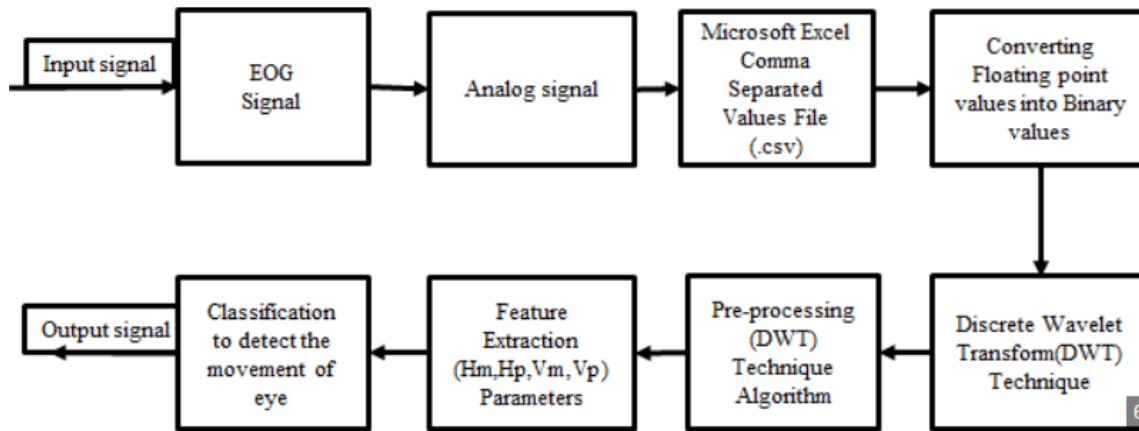 Input signal
EOG
Signal
Analog signal
Microsoft Excel
Comma
Separated
Values File
(.csv)
Converting
Floating point
values into Binary
values
Discrete Wavelet
Transform(DWT)
Technique
Pre-processing
(DWT)
Technique
Algorithm
Feature
Extraction
(Hm,Hp,Vm,Vp)
Parameters
Classification
to detect the
movement of
eye
Output signal
6